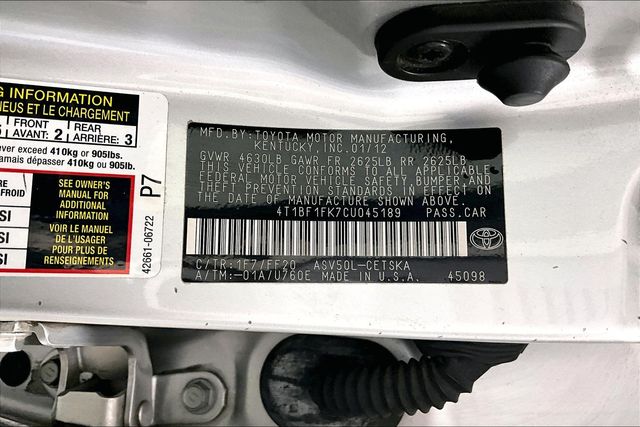 G INFORMATION
NEUS ET LE CHARGEMENT
FRONT
AVANT: 2
REAR
ARRIÈRE: 3
ever exceed 410kg or 905lbs.
amais dépasser 410kg ou 905lb.
SEE OWNER'S
MANUAL FOR
ADDITIONAL
INFORMATION
VOIR LE MANUEL
DE L'USAGER
POUR PLUS DE
RENSEIGNEMENTS
SI
SI
SI
P7
42661-06722
MFD.BY:TOYOTA MOTOR MANUFACTURING,
KENTUCKY,INC.01/12
GVWR 4630LB GAWR FR 2625LB RR 2625LB
THIS VEHICLE CONFORMS TO ALL APPLICABLE
FEDERAL MOTOR VEHICLE SAFETY,BUMPER AND
THEFT PREVENTION STANDARDS IN EFFECT ON
THE DATE OF MANUFACTURE SHOWN ABOVE.
4T1BF1FK7CU045189 PASS.CAR
C/TR:1F7/FF20 ASV50L-CETSKA
A/TM:-01A/U760E MADE IN U.S.A. 45098